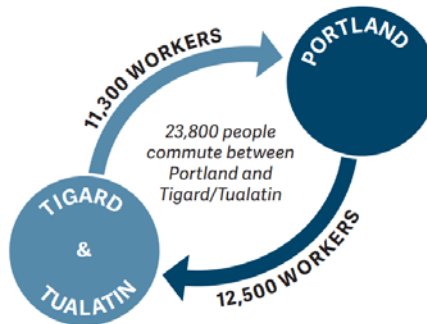 PORTLAND
11,300 WORKERS
23,800 people
commute between
Portland and
Tigard/Tualatin
TIGARD
&
TUALATIN
12,500 WORKERS